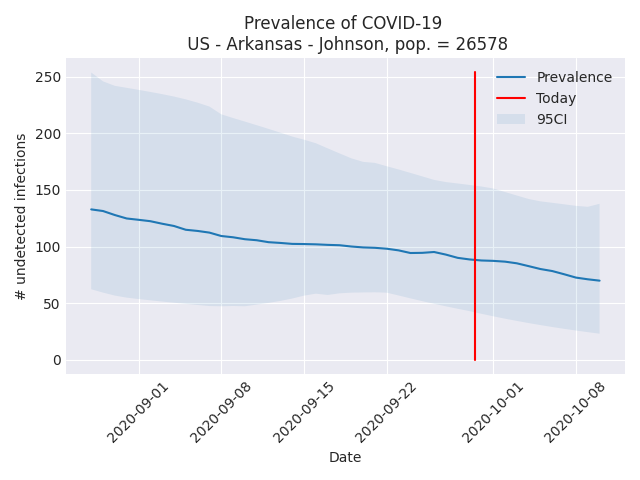 Prevalence of COVID-19
US - Arkansas - Johnson, pop. = 26578
250
200
150
100
50
0
# undetected infections
Prevalence
Today
95CI
2020-09-01
2020-09-08
2020-09-15
2020-09-22
2020-10-01
2020-10-08
Date